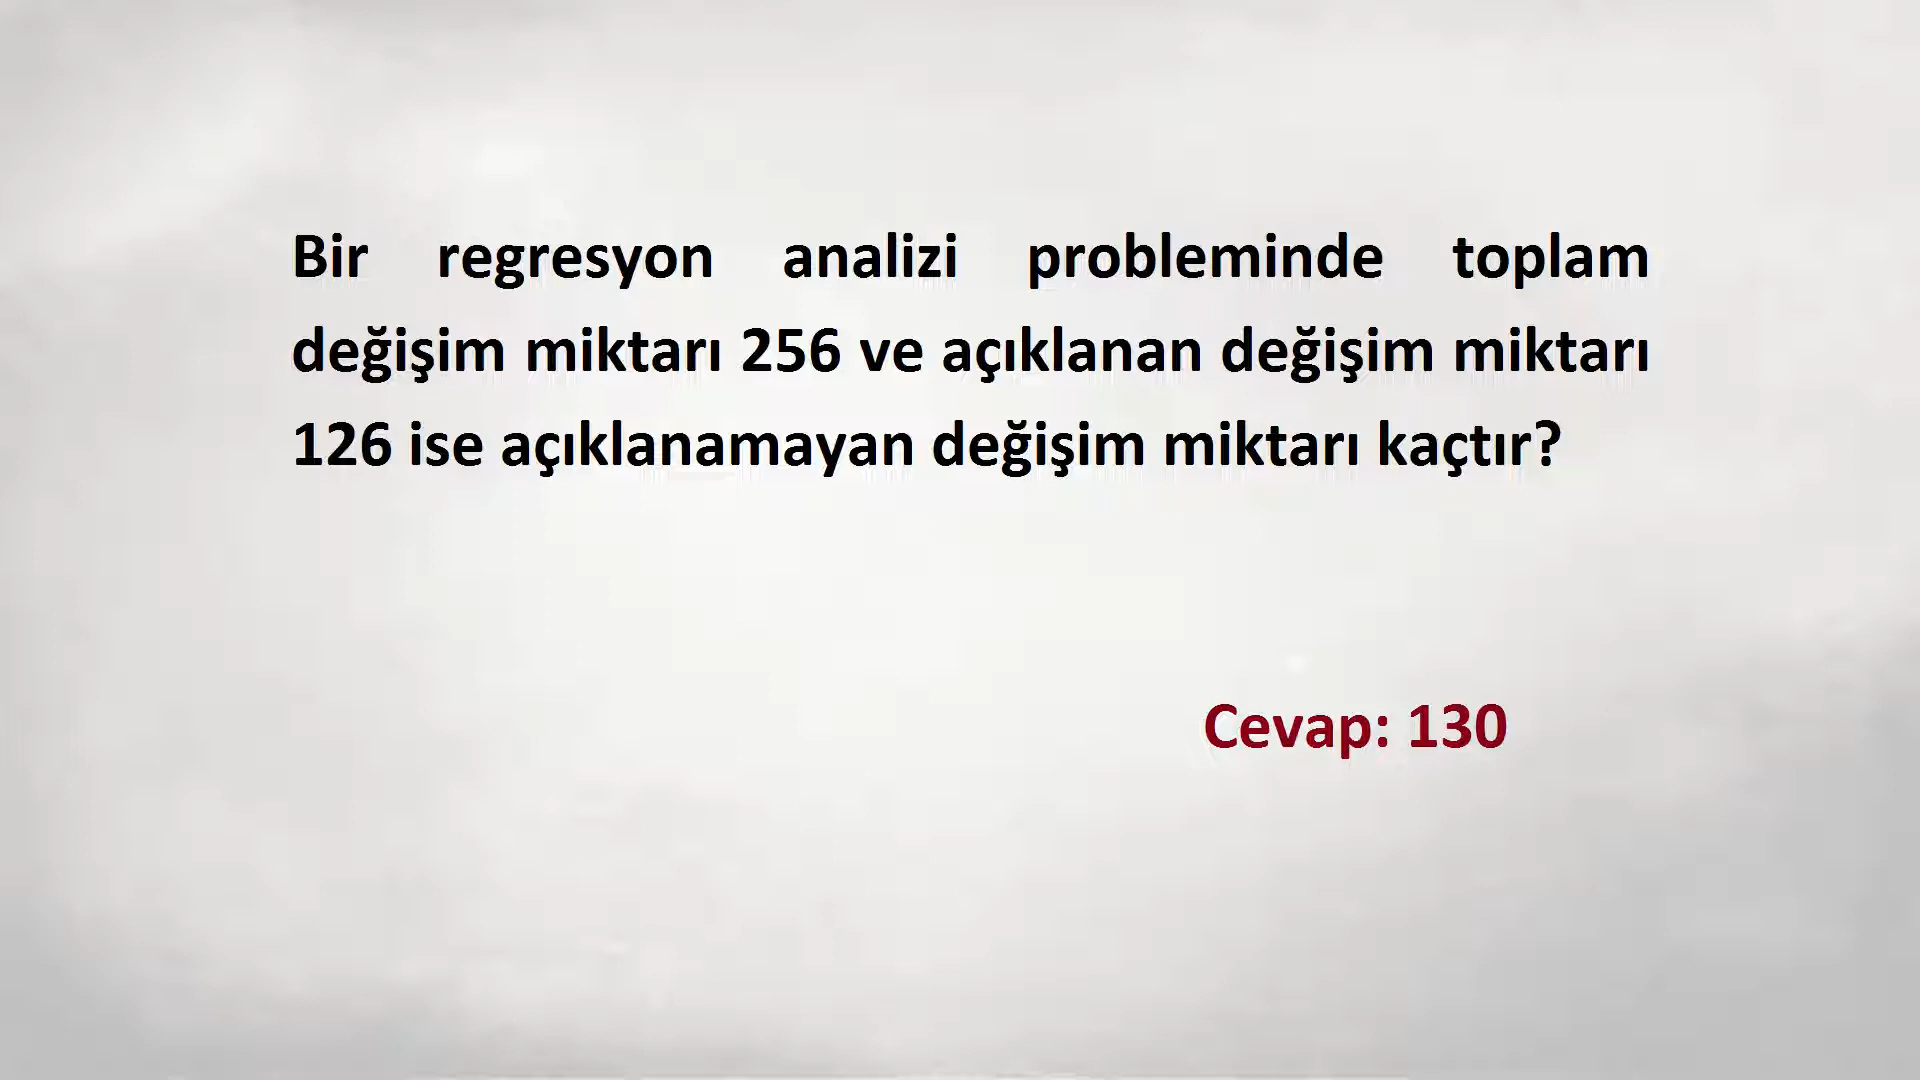 Bir regresyon analizi probleminde toplam
değişim miktarı 256 ve açıklanan değişim miktarı
126 ise açıklanamayan değişim miktarı kaçtır?
Cevap: 130